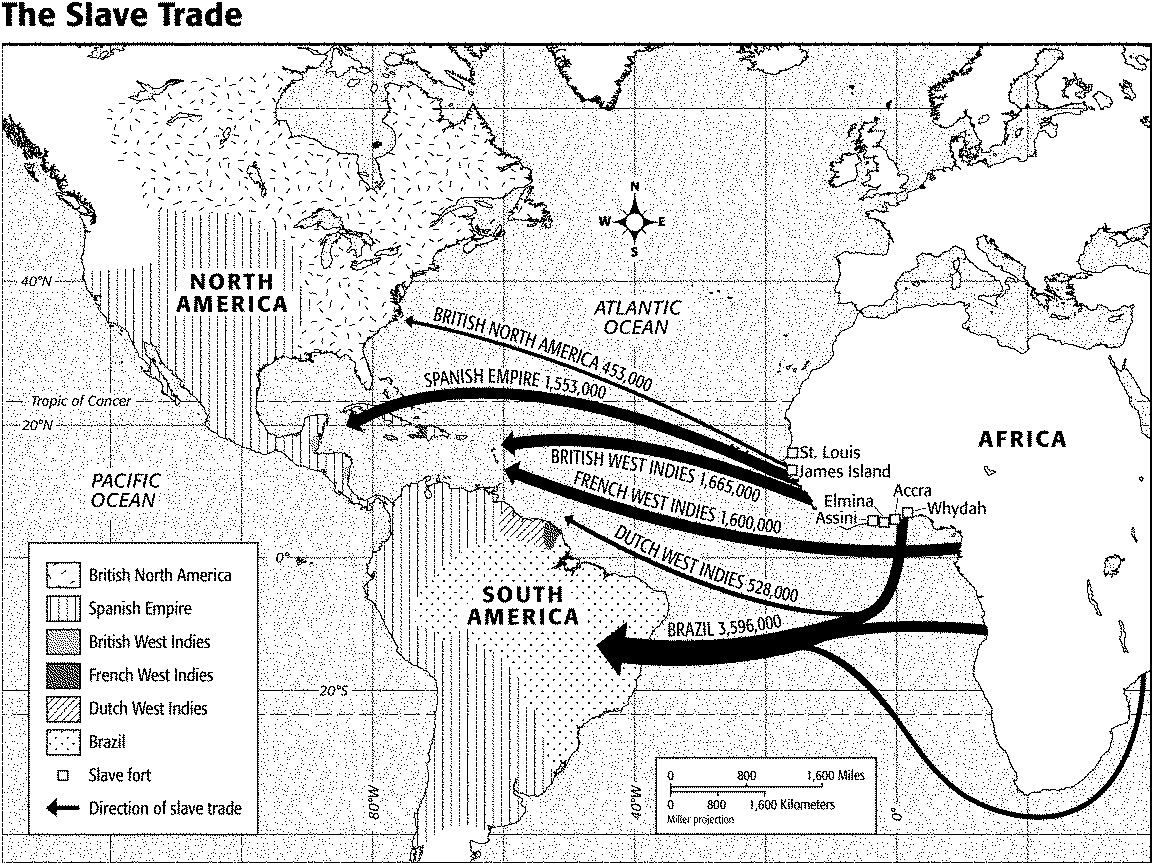 The Slave Trade
N
W
E
S
40°N
NORTH
AMERICA
ATLANTIC
OCEAN
BRITISH NORTH AMERICA 453,000
SPANISH EMPIRE 1,553,000
Tropic of Cancer
20°N
BRITISH WEST INDIES 1,665,000
FRENCH WEST INDIES 1,600,000
DUTCH WEST INDIES 528,000
BRAZIL 3,596,000
AFRICA
St. Louis
James Island
Accra
Elmina
Whydah
Assini
PACIFIC
OCEAN
0°
SOUTH
AMERICA
20°S
80°W
40°W
0°
British North America
Spanish Empire
British West Indies
French West Indies
Dutch West Indies
Brazil
Slave fort
Direction of slave trade
0 800 1,600 Miles
0 800 1,600 Kilometers
Miller projection